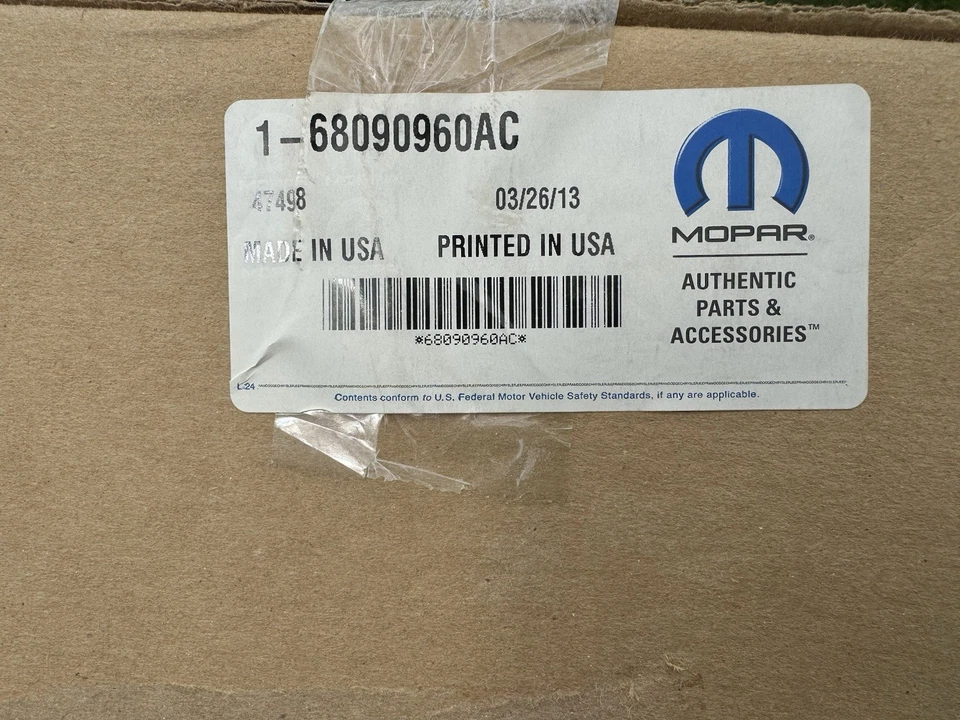 1-68090960AC
47498
03/26/13
MADE IN USA
PRINTED IN USA
*68090960AC*
MOPAR®
AUTHENTIC
PARTS &
ACCESSORIES™
L-24
Contents conform to U.S. Federal Motor Vehicle Safety Standards, if any are applicable.